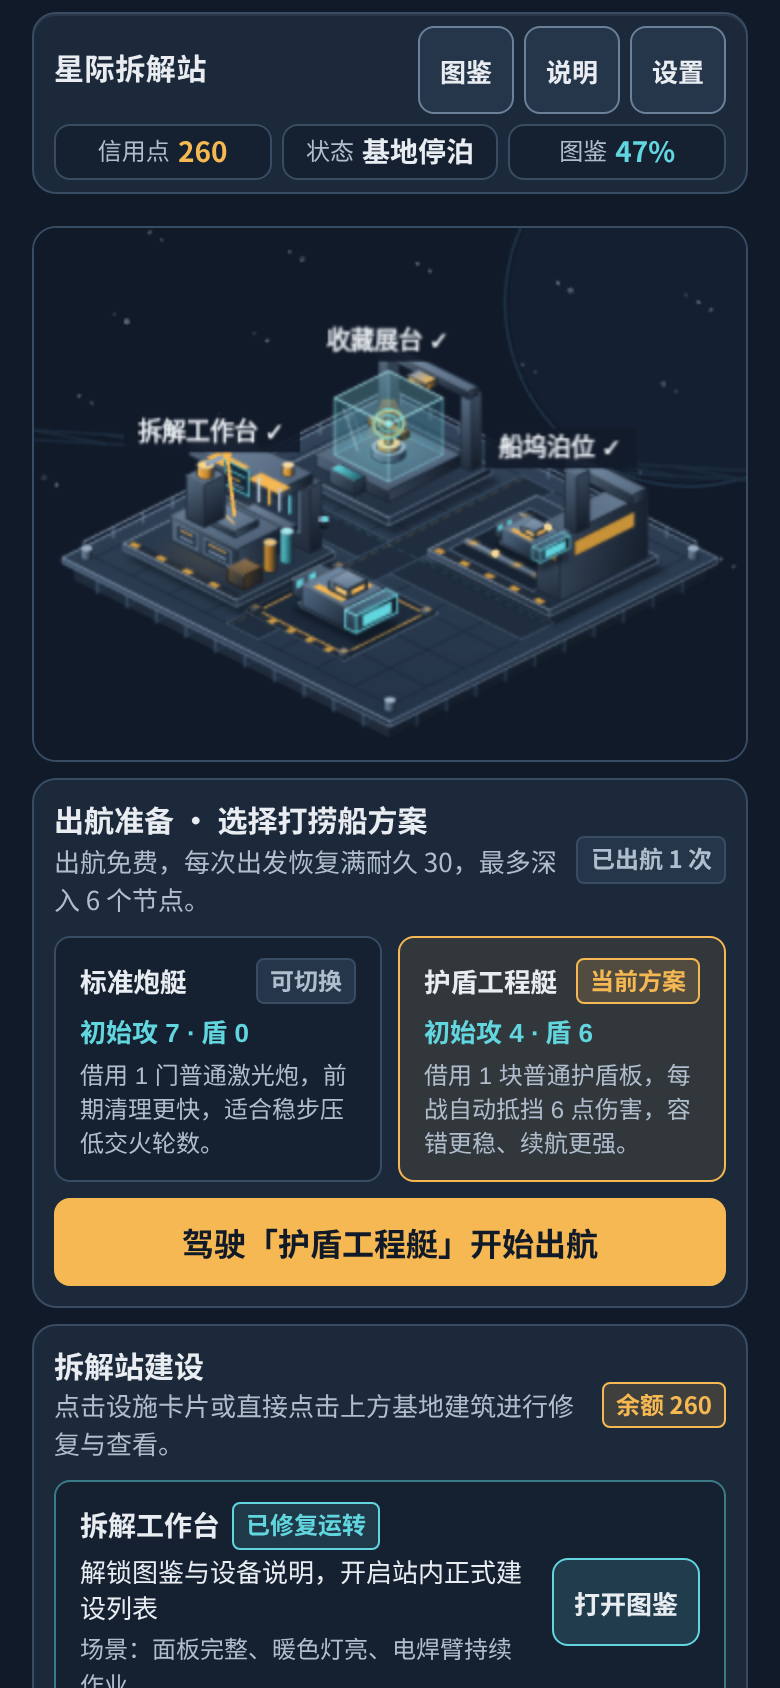 星际拆解站
图鉴
说明
设置
信用点 260
状态 基地停泊
图鉴 47%
收藏展台 ✓
拆解工作台 ✓
船坞泊位 ✓
出航准备 · 选择打捞船方案
出航免费，每次出发恢复满耐久 30，最多深
入 6 个节点。
已出航 1 次
标准炮艇
可切换
初始攻 7 · 盾 0
借用 1 门普通激光炮，前
期清理更快，适合稳步压
低交火轮数。
护盾工程艇
当前方案
初始攻 4 · 盾 6
借用 1 块普通护盾板，每
战自动抵挡 6 点伤害，容
错更稳、续航更强。
驾驶「护盾工程艇」开始出航
拆解站建设
点击设施卡片或直接点击上方基地建筑进行修
复与查看。
余额 260
拆解工作台
已修复运转
解锁图鉴与设备说明，开启站内正式建
设列表
场景：面板完整、暖色灯亮、电焊臂持续
作业
打开图鉴